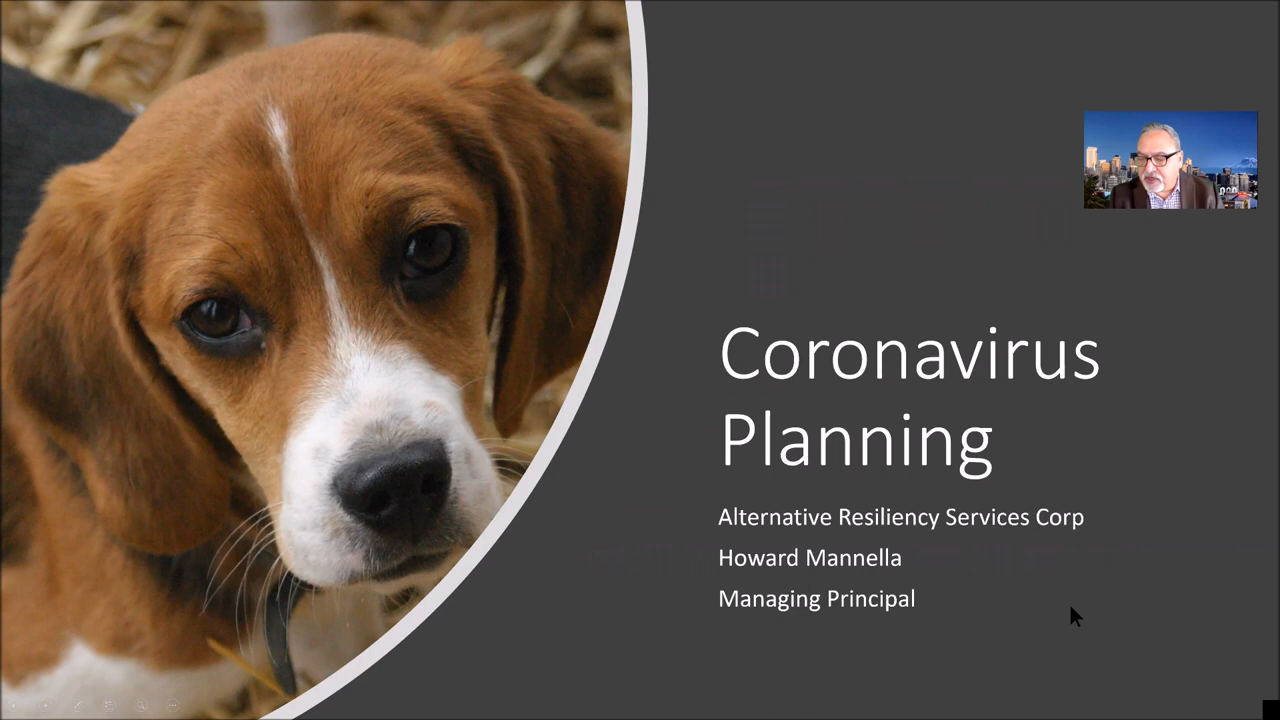 Coronavirus
Planning
Alternative Resiliency Services Corp
Howard Mannella
Managing Principal